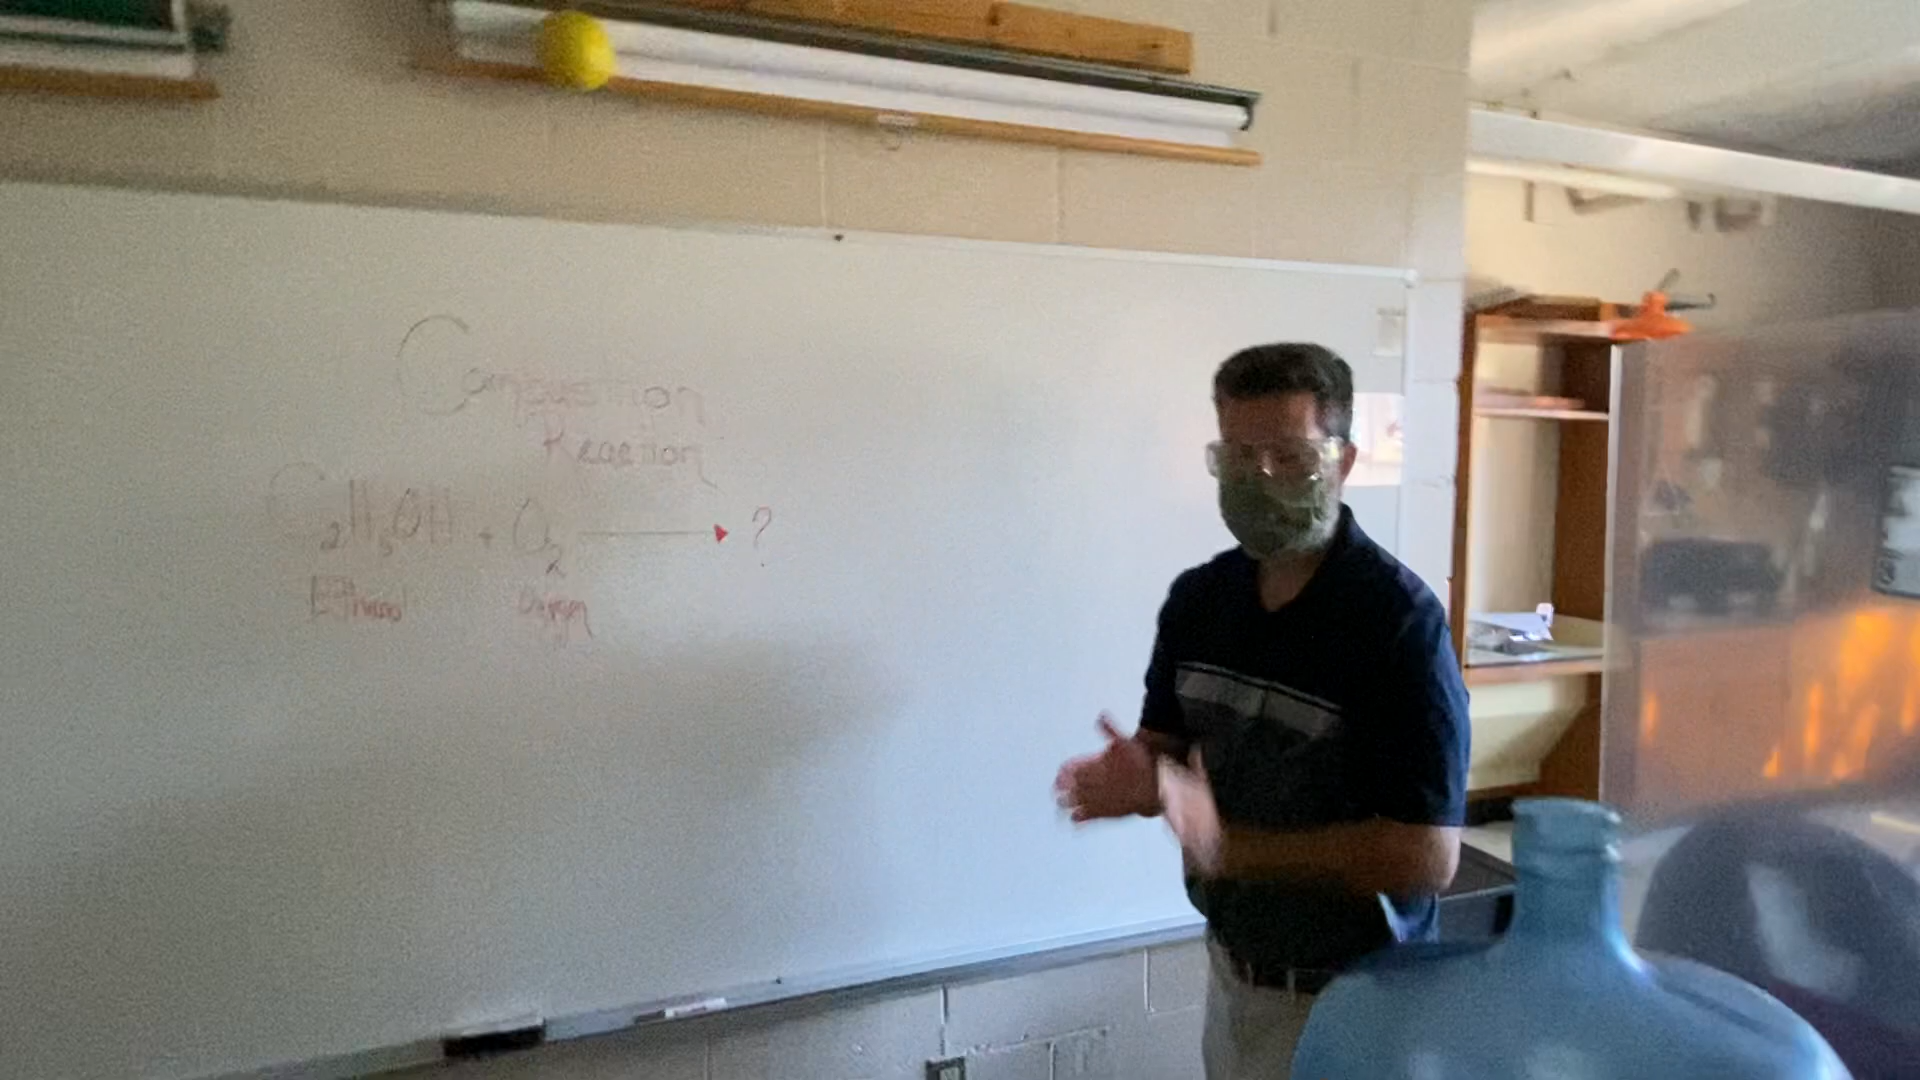 Combustion
Reaction
C₂H₅OH + O₂ → ?
Ethanol Oxygen